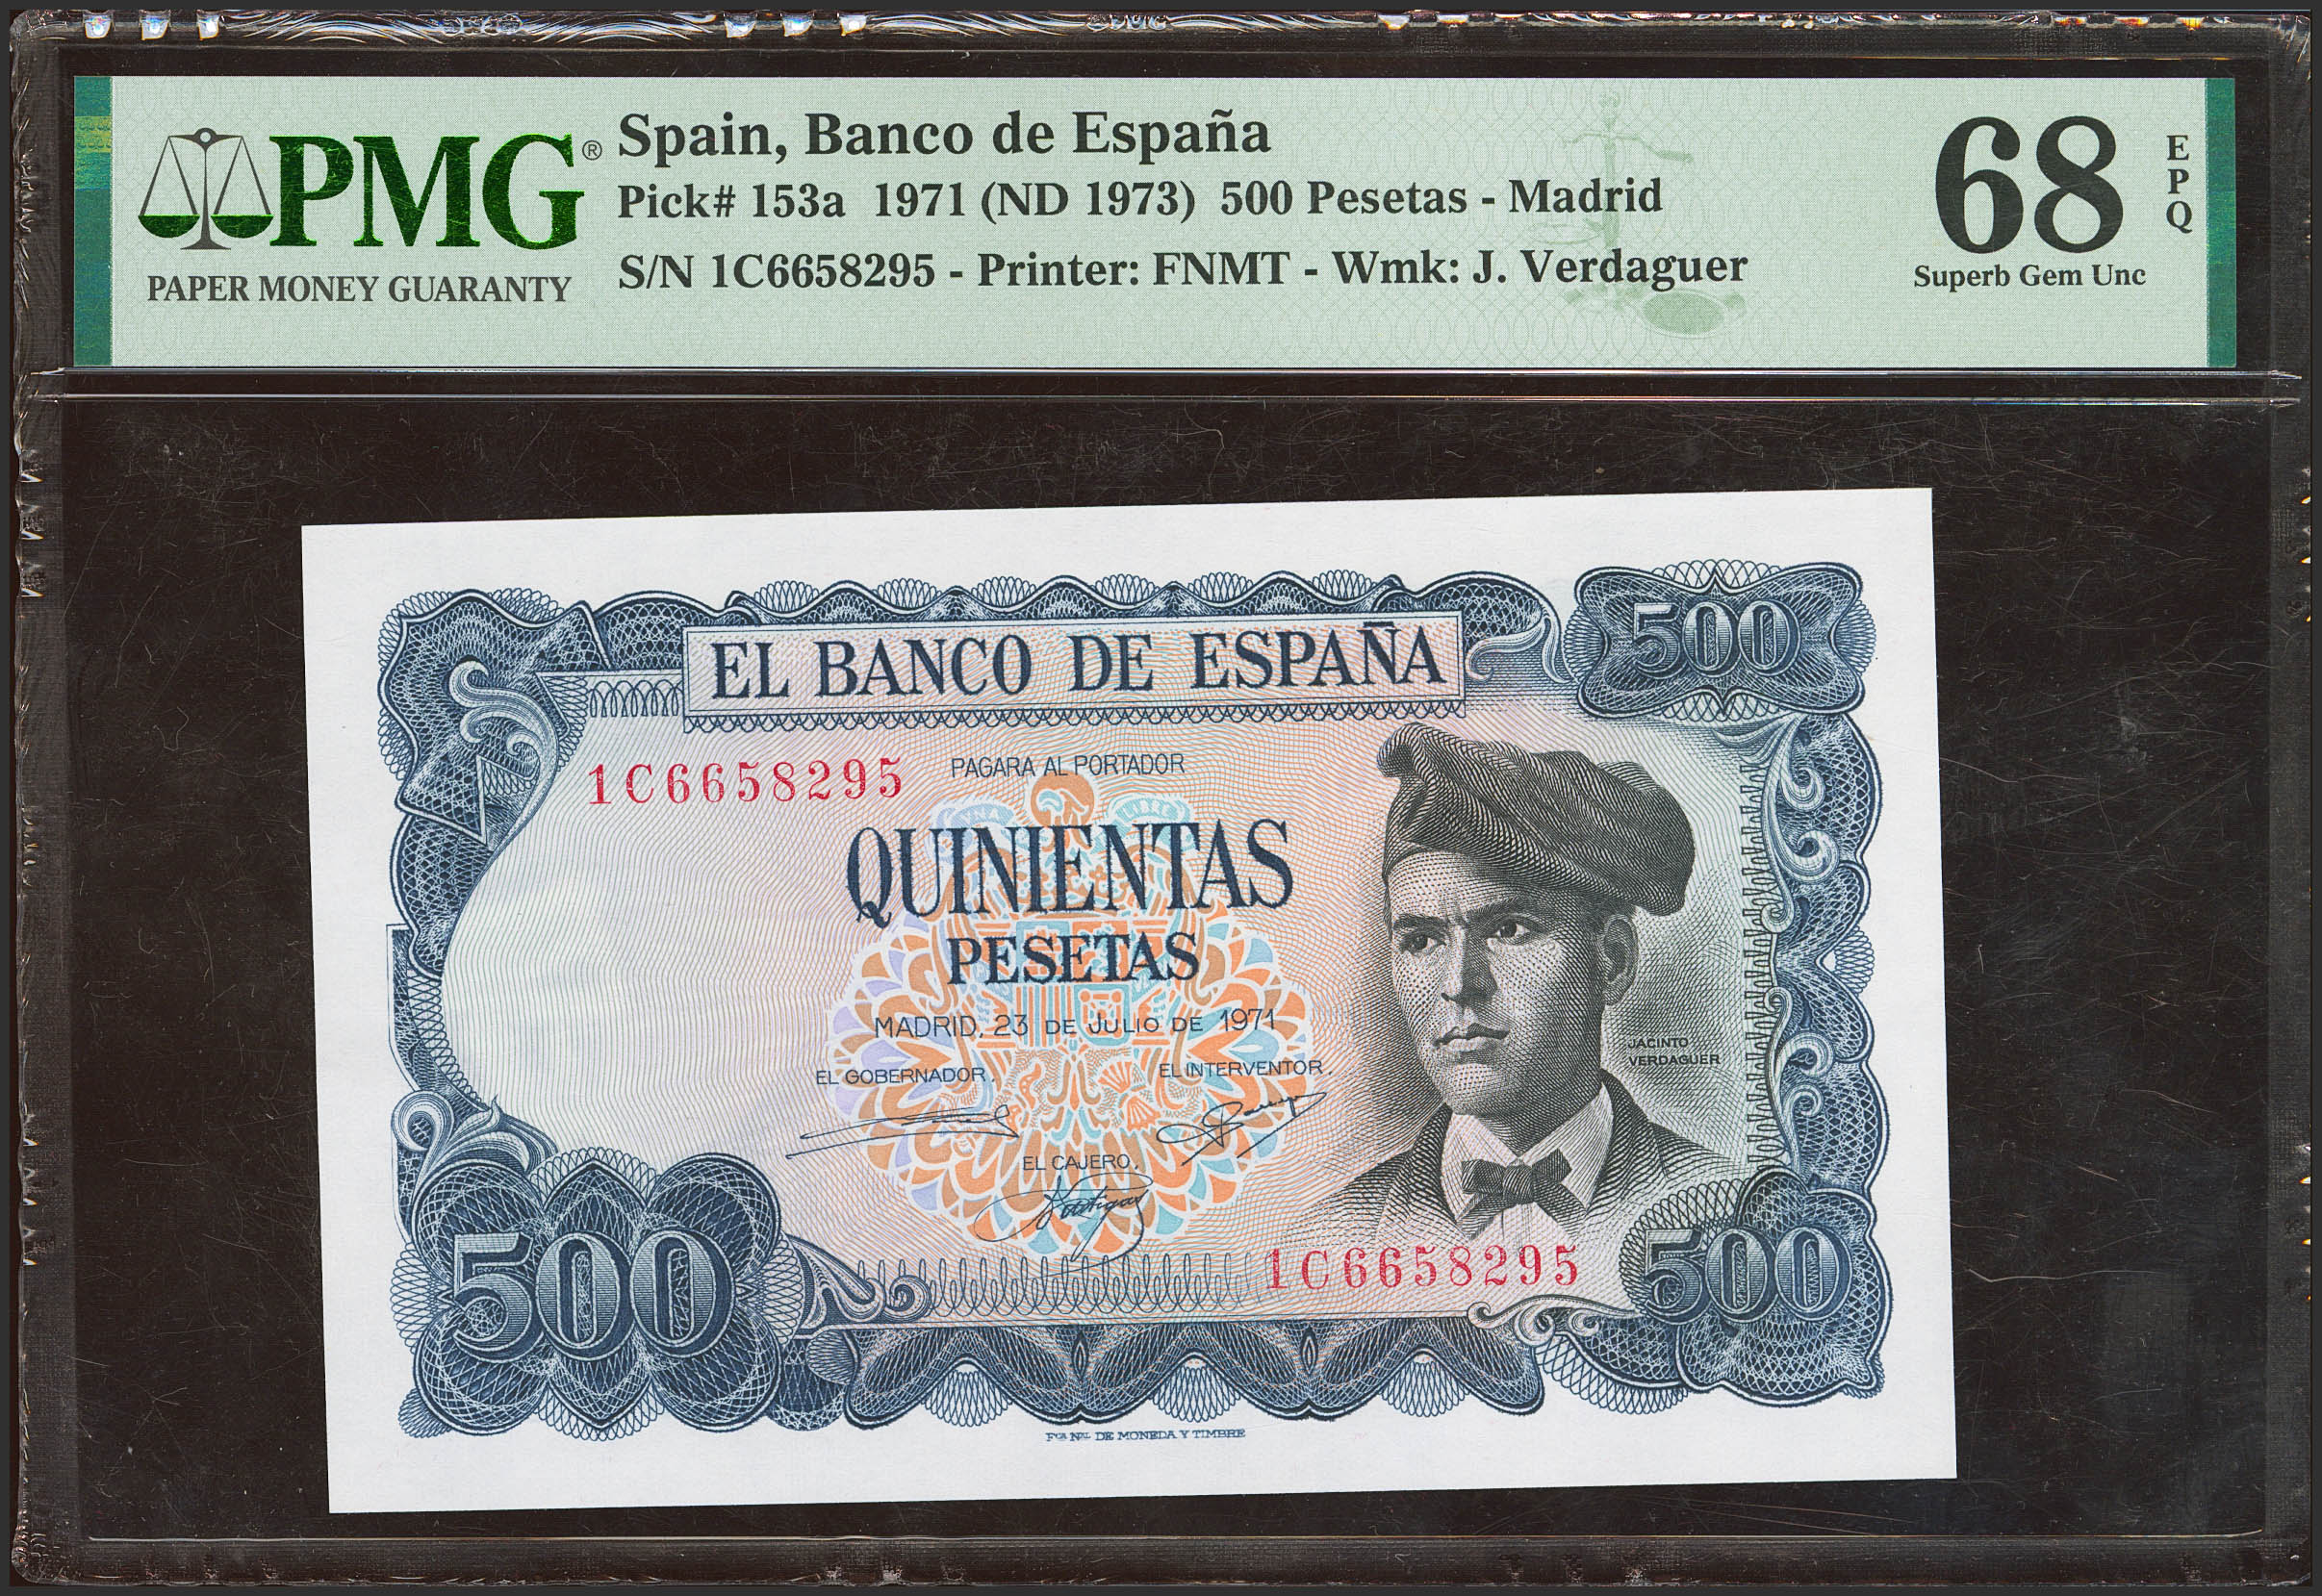 PMG®
PAPER MONEY GUARANTY
Spain, Banco de España
Pick# 153a 1971 (ND 1973) 500 Pesetas - Madrid
S/N 1C6658295 - Printer: FNMT - Wmk: J. Verdaguer
68
EPQ
Superb Gem Unc
500
EL BANCO DE ESPAÑA
1C6658295
PAGARA AL PORTADOR
VNA LIBRE
QUINIENTAS
PESETAS
MADRID, 23 DE JULIO DE 1971
JACINTO
VERDAGUER
EL GOBERNADOR,
EL INTERVENTOR,
EL CAJERO,
500
1C6658295
500
FCA NAL DE MONEDA Y TIMBRE